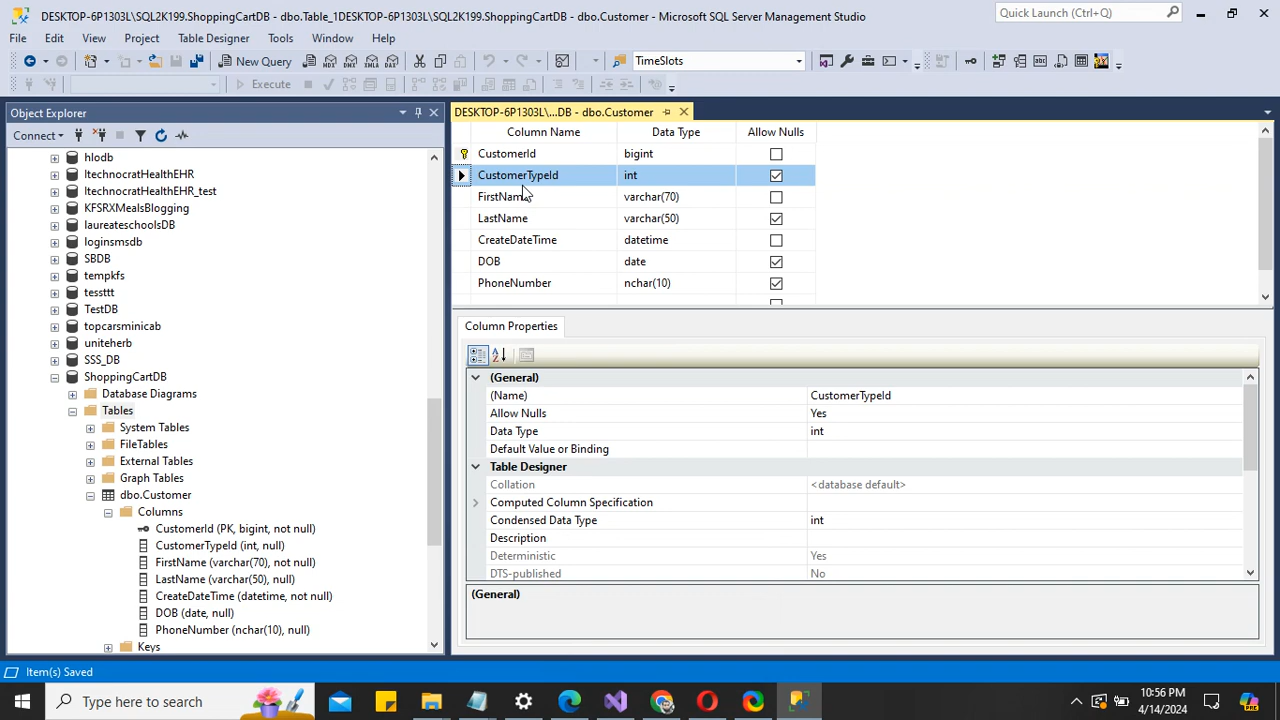 DESKTOP-6P1303L\SQL2K199.ShoppingCartDB - dbo.Table_1DESKTOP-6P1303L\SQL2K199.ShoppingCartDB - dbo.Customer - Microsoft SQL Server Management Studio
Quick Launch (Ctrl+Q)
File Edit View Project Table Designer Tools Window Help
New Query
MDX DMX XMLA DAX
TimeSlots
Execute
Object Explorer
DESKTOP-6P1303L\...DB - dbo.Customer
Connect
hlodb
ItechnocratHealthEHR
ItechnocratHealthEHR_test
KFSRXMealsBlogging
laureateschoolsDB
loginsmsdb
SBDB
tempkfs
tessttt
TestDB
topcarsminicab
uniteherb
SSS_DB
ShoppingCartDB
Database Diagrams
Tables
System Tables
FileTables
External Tables
Graph Tables
dbo.Customer
Columns
CustomerId (PK, bigint, not null)
CustomerTypeId (int, null)
FirstName (varchar(70), not null)
LastName (varchar(50), null)
CreateDateTime (datetime, not null)
DOB (date, null)
PhoneNumber (nchar(10), null)
Keys
Column Name Data Type Allow Nulls
CustomerId bigint
CustomerTypeId int
FirstName varchar(70)
LastName varchar(50)
CreateDateTime datetime
DOB date
PhoneNumber nchar(10)
Column Properties
(General)
(Name) CustomerTypeId
Allow Nulls Yes
Data Type int
Default Value or Binding
Table Designer
Collation <database default>
Computed Column Specification
Condensed Data Type int
Description
Deterministic Yes
DTS-published No
(General)
Item(s) Saved
Type here to search
10:56 PM
4/14/2024